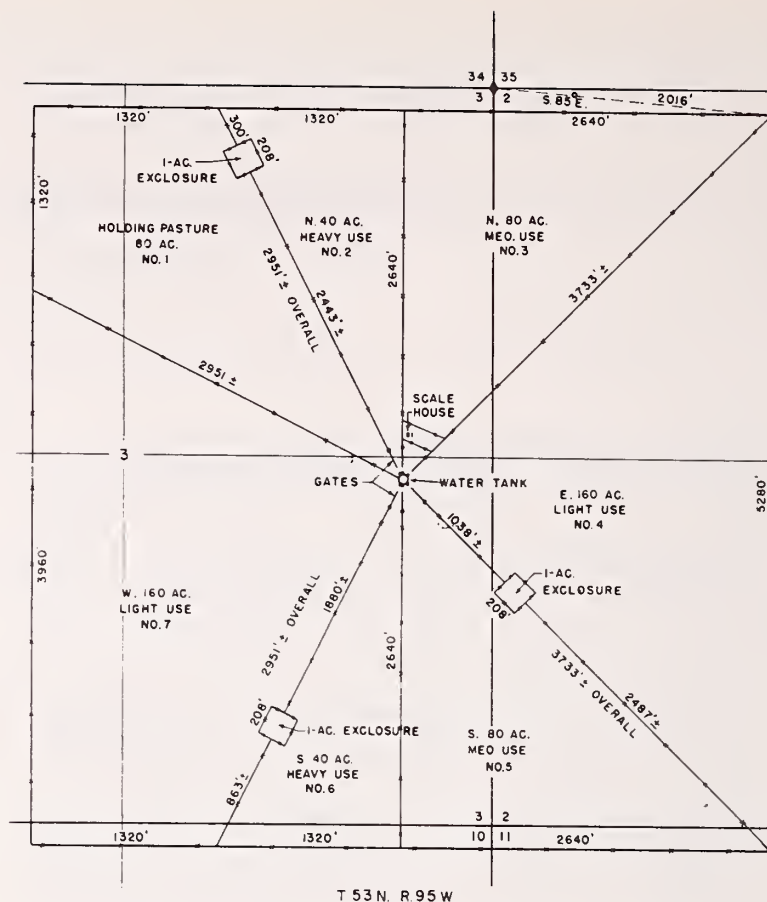 34 35
3 2
S. 85° E.
2016'
1320'
1320'
2640'
300'
208'
1-AC.
EXCLOSURE
1320'
HOLDING PASTURE
80 AC.
NO. 1
N. 40 AC.
HEAVY USE
NO. 2
N. 80 AC.
MED. USE
NO. 3
2640'
2951'± OVERALL
2443'±
3733'±
2951±
SCALE
HOUSE
3
GATES
WATER TANK
E. 160 AC.
LIGHT USE
NO. 4
5280'
1038'±
1-AC.
EXCLOSURE
208'
3960'
W. 160 AC.
LIGHT USE
NO. 7
2951'± OVERALL
1880'±
2640'
3733'± OVERALL
2487'±
208'
1-AC. EXCLOSURE
S. 80 AC.
MED USE
NO. 5
S 40 AC.
HEAVY USE
NO. 6
863'±
3 2
10 11
1320'
1320'
2640'
T 53 N. R. 95 W